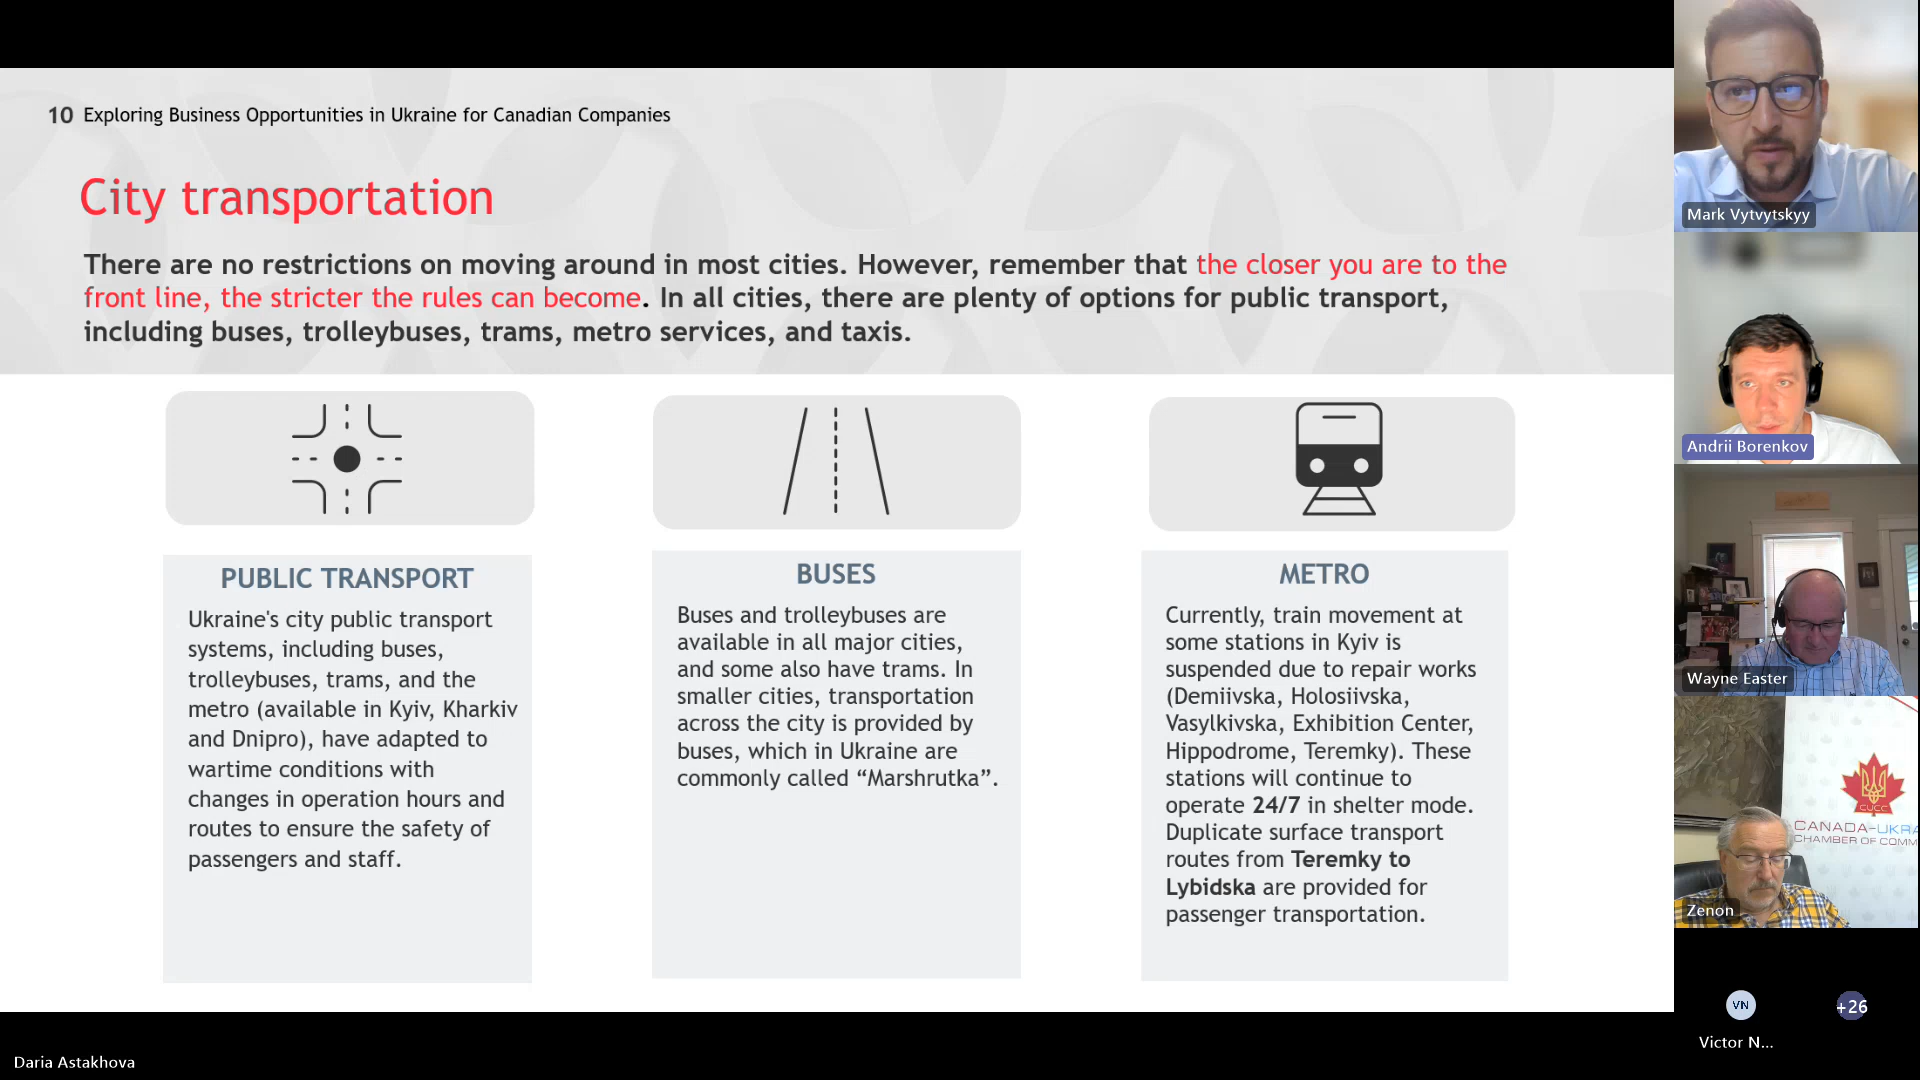 10 Exploring Business Opportunities in Ukraine for Canadian Companies
City transportation
There are no restrictions on moving around in most cities. However, remember that the closer you are to the
front line, the stricter the rules can become. In all cities, there are plenty of options for public transport,
including buses, trolleybuses, trams, metro services, and taxis.
PUBLIC TRANSPORT
Ukraine's city public transport
systems, including buses,
trolleybuses, trams, and the
metro (available in Kyiv, Kharkiv
and Dnipro), have adapted to
wartime conditions with
changes in operation hours and
routes to ensure the safety of
passengers and staff.
BUSES
Buses and trolleybuses are
available in all major cities,
and some also have trams. In
smaller cities, transportation
across the city is provided by
buses, which in Ukraine are
commonly called “Marshrutka”.
METRO
Currently, train movement at
some stations in Kyiv is
suspended due to repair works
(Demiivska, Holosiivska,
Vasylkivska, Exhibition Center,
Hippodrome, Teremky). These
stations will continue to
operate 24/7 in shelter mode.
Duplicate surface transport
routes from Teremky to
Lybidska are provided for
passenger transportation.
Mark Vytvytskyy
Andrii Borenkov
Wayne Easter
CUCC
CANADA-UKRA
CHAMBER OF COMM
Zenon
VN
+26
Victor N...
Daria Astakhova